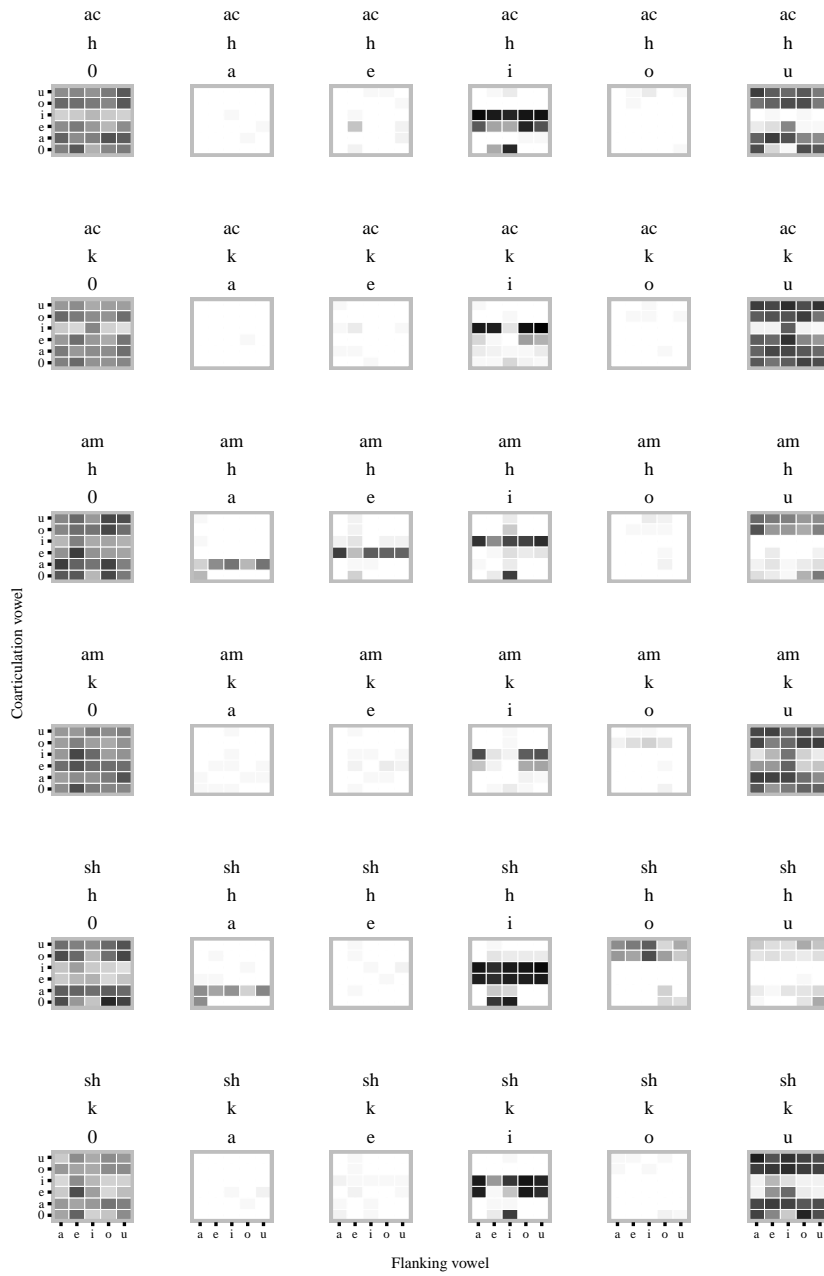 ac ac ac ac ac ac
h h h h h h
0 a e i o u
u
o
i
e
a
0
ac ac ac ac ac ac
k k k k k k
0 a e i o u
u
o
i
e
a
0
am am am am am am
h h h h h h
0 a e i o u
u
o
i
e
a
0
Coarticulation vowel
am am am am am am
k k k k k k
0 a e i o u
u
o
i
e
a
0
sh sh sh sh sh sh
h h h h h h
0 a e i o u
u
o
i
e
a
0
sh sh sh sh sh sh
k k k k k k
0 a e i o u
u
o
i
e
a
0
a e i o u a e i o u a e i o u a e i o u a e i o u a e i o u
Flanking vowel